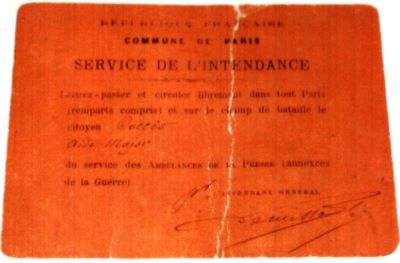 RÉPUBLIQUE FRANÇAISE
COMMUNE DE PARIS
SERVICE DE L'INTENDANCE
Laissez-passer et circuler librement dans tout Paris
(remparts compris) et sur le champ de bataille le
citoyen
Aide Major
du service des AMBULANCES DE LA PRESSE (annexes
de la Guerre)
L'INTENDANT GÉNÉRAL